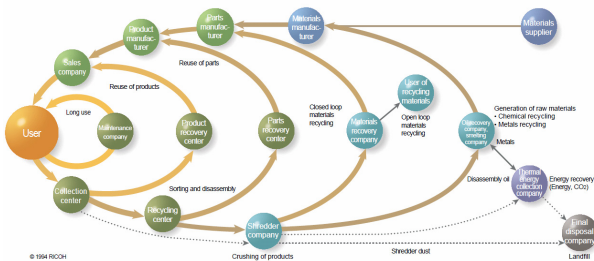 Materials
manufacturer
Materials
supplier
Parts
manufac-
turer
Product
manufac-
turer
Sales
company
Reuse of parts
Reuse of products
User of
recycling
materials
Long use
User
Maintenance
company
Product
recovery
center
Parts
recovery
center
Closed loop
materials
recycling
Materials
recovery
company
Open loop
materials
recycling
Generation of raw materials
• Chemical recycling
• Metals recycling
company,
smelting
company
Metals
Collection
center
Sorting and disassembly
Disassembly oil
Thermal
energy
collection
company
Energy recovery
(Energy, CO2)
Recycling
center
Shredder
company
Final
disposal
company
Shredder dust
© 1994 RICOH
Crushing of products
Landfill